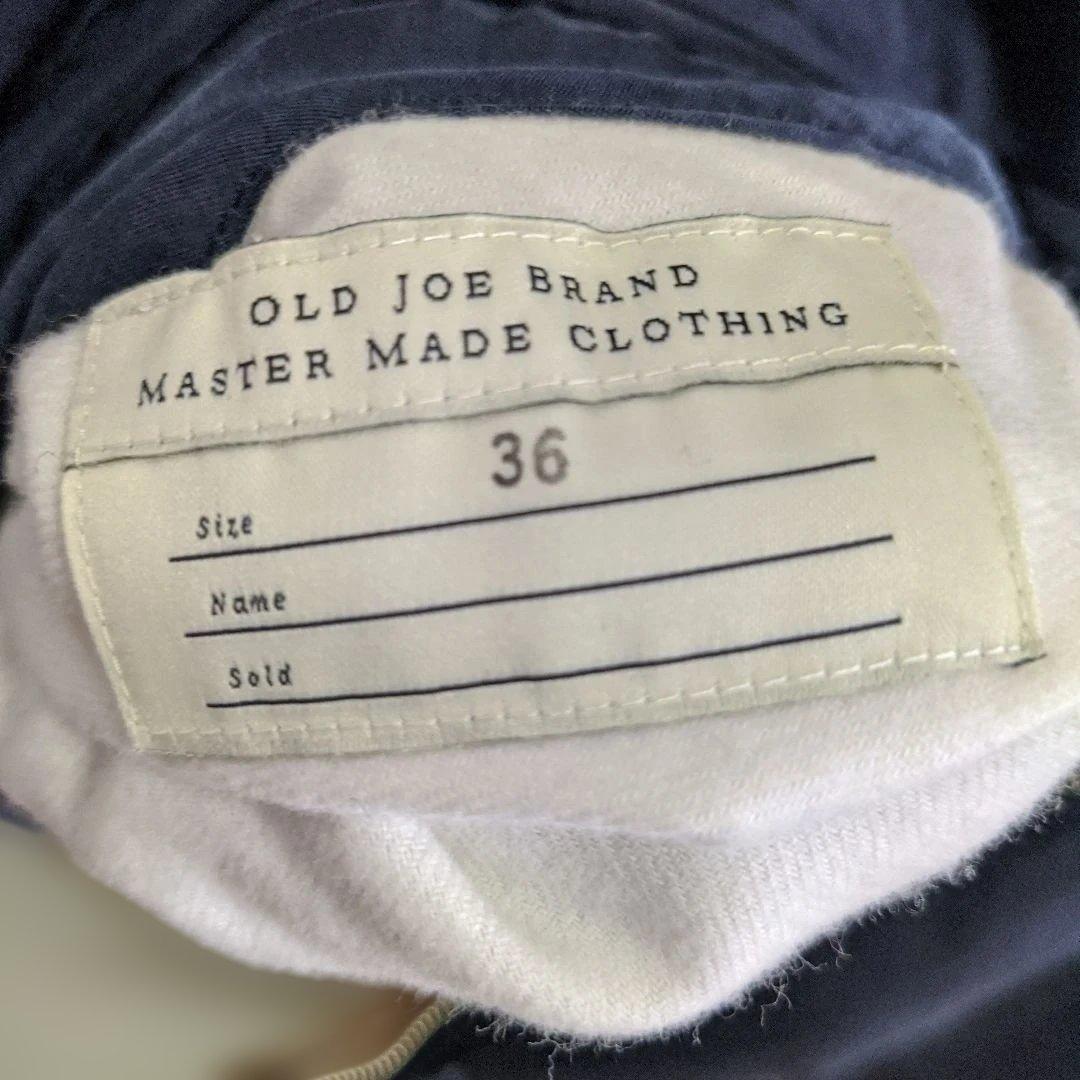 OLD JOE BRAND
MASTER MADE CLOTHING
Size 36
Name
Sold